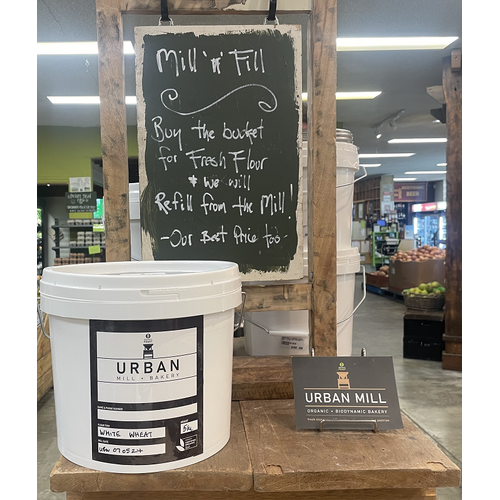 Mill 'n' Fill
Buy the bucket
for Fresh Flour
+ we will
Refill from the Mill!
- Our Best Price too -
URBAN
MILL + BAKERY
WHITE WHEAT
5kg
URBAN MILL
ORGANIC + BIODYNAMIC BAKERY